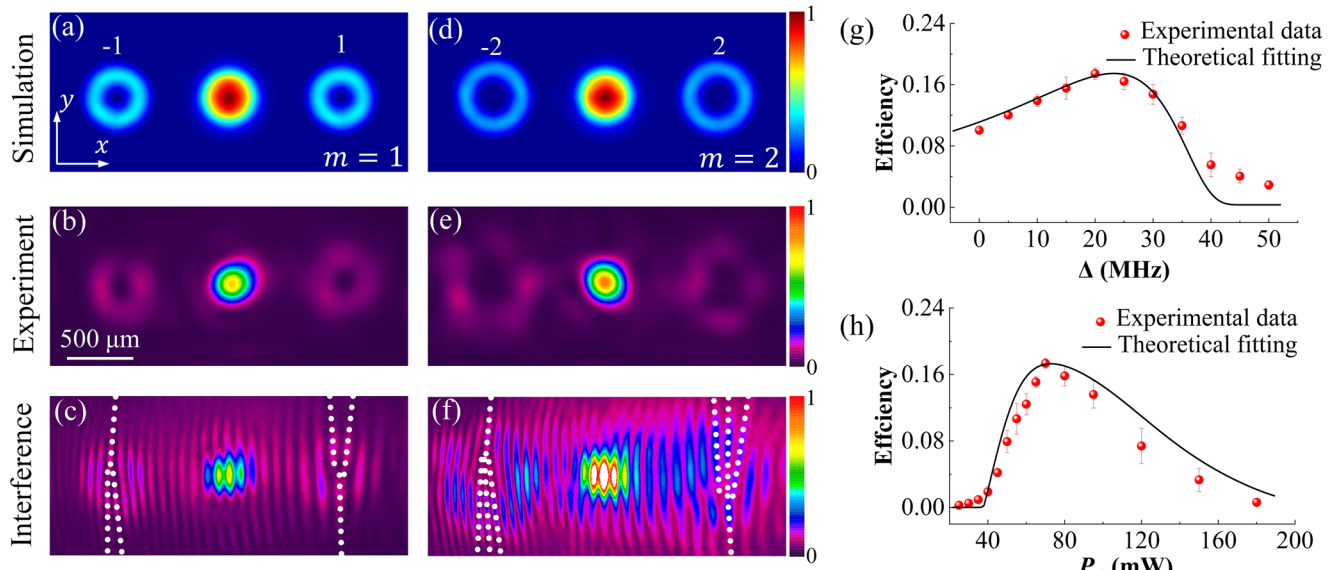 Simulation
(a)
-1
1
y
x
m = 1
(d)
-2
2
m = 2
1
0
Experiment
(b)
500 μm
(e)
1
0
Interference
(c)
(f)
1
0
(g)
Experimental data
Theoretical fitting
Effciency
0.24
0.16
0.08
0.00
0 10 20 30 40 50
Δ (MHz)
(h)
Experimental data
Theoretical fitting
Effciency
0.24
0.16
0.08
0.00
40 80 120 160 200
P (mW)